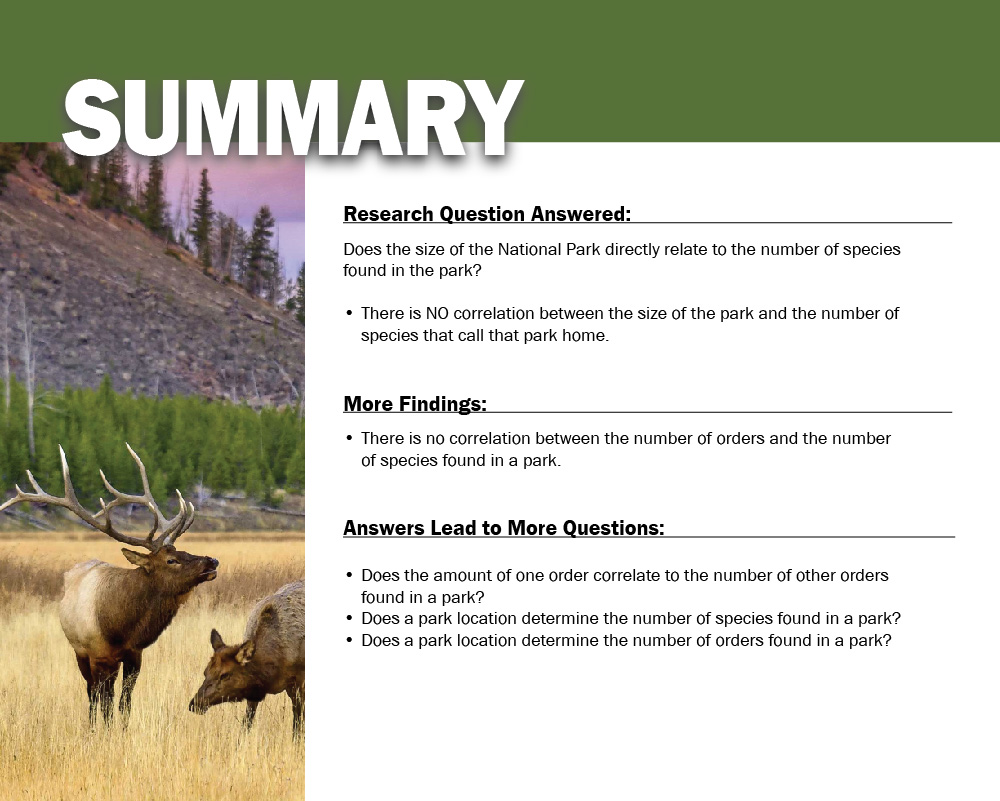 SUMMARY
Research Question Answered:
Does the size of the National Park directly relate to the number of species
found in the park?
• There is NO correlation between the size of the park and the number of
species that call that park home.
More Findings:
• There is no correlation between the number of orders and the number
of species found in a park.
Answers Lead to More Questions:
• Does the amount of one order correlate to the number of other orders
found in a park?
• Does a park location determine the number of species found in a park?
• Does a park location determine the number of orders found in a park?